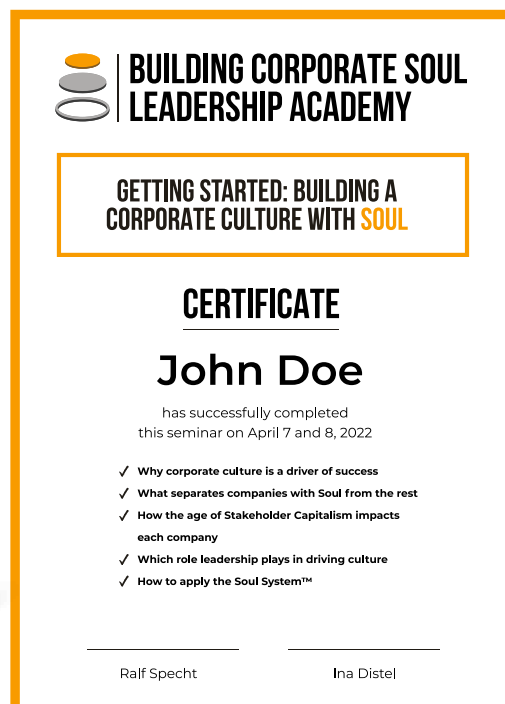 BUILDING CORPORATE SOUL
LEADERSHIP ACADEMY
GETTING STARTED: BUILDING A
CORPORATE CULTURE WITH SOUL
CERTIFICATE
John Doe
has successfully completed
this seminar on April 7 and 8, 2022
✓ Why corporate culture is a driver of success
✓ What separates companies with Soul from the rest
✓ How the age of Stakeholder Capitalism impacts
each company
✓ Which role leadership plays in driving culture
✓ How to apply the Soul System™
Ralf Specht
Ina Distel